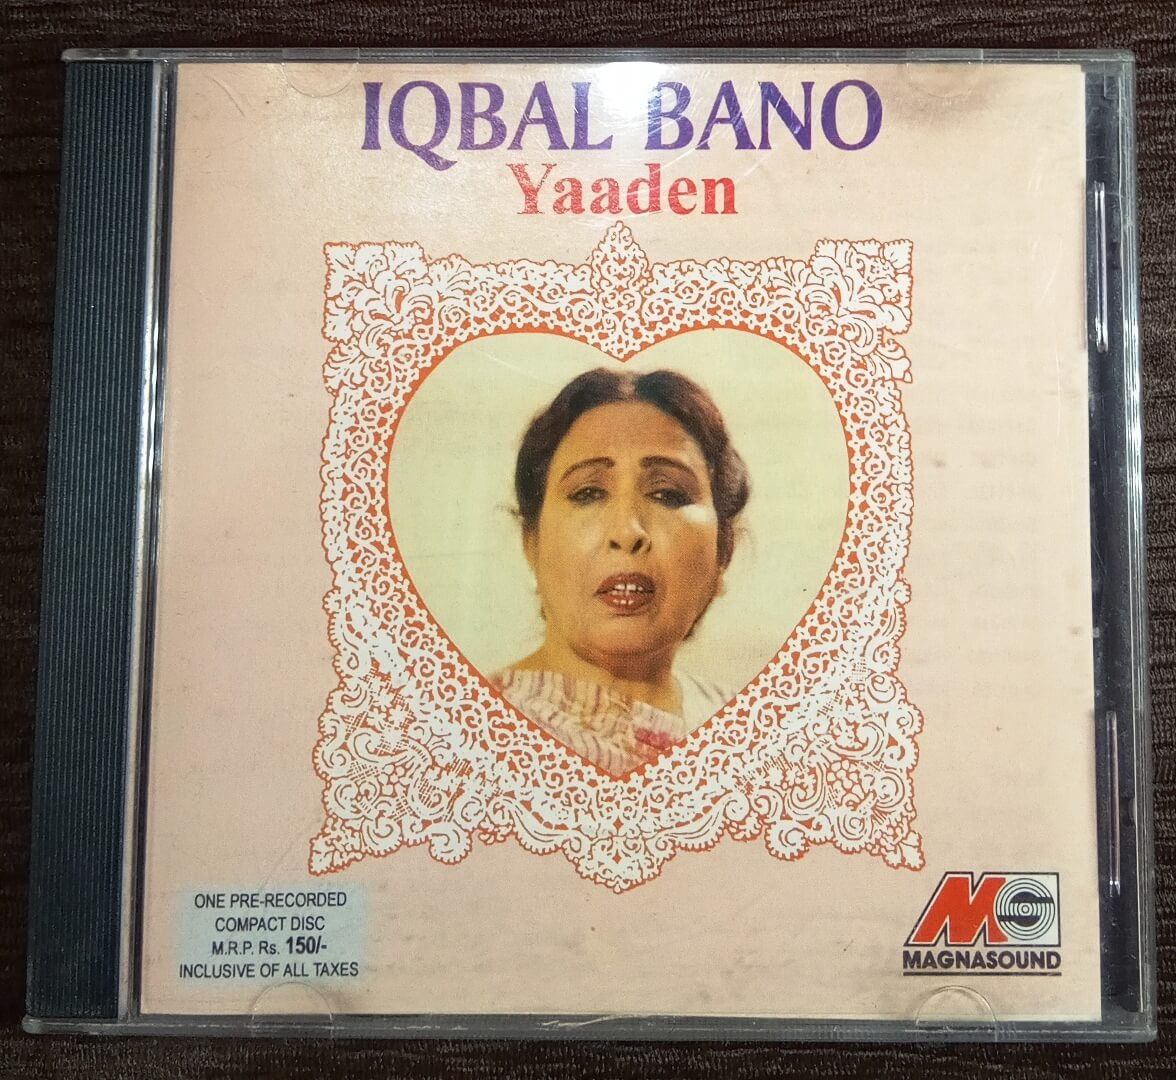 IQBAL BANO
Yaaden
ONE PRE-RECORDED
COMPACT DISC
M.R.P. Rs. 150/-
INCLUSIVE OF ALL TAXES
MAGNASOUND